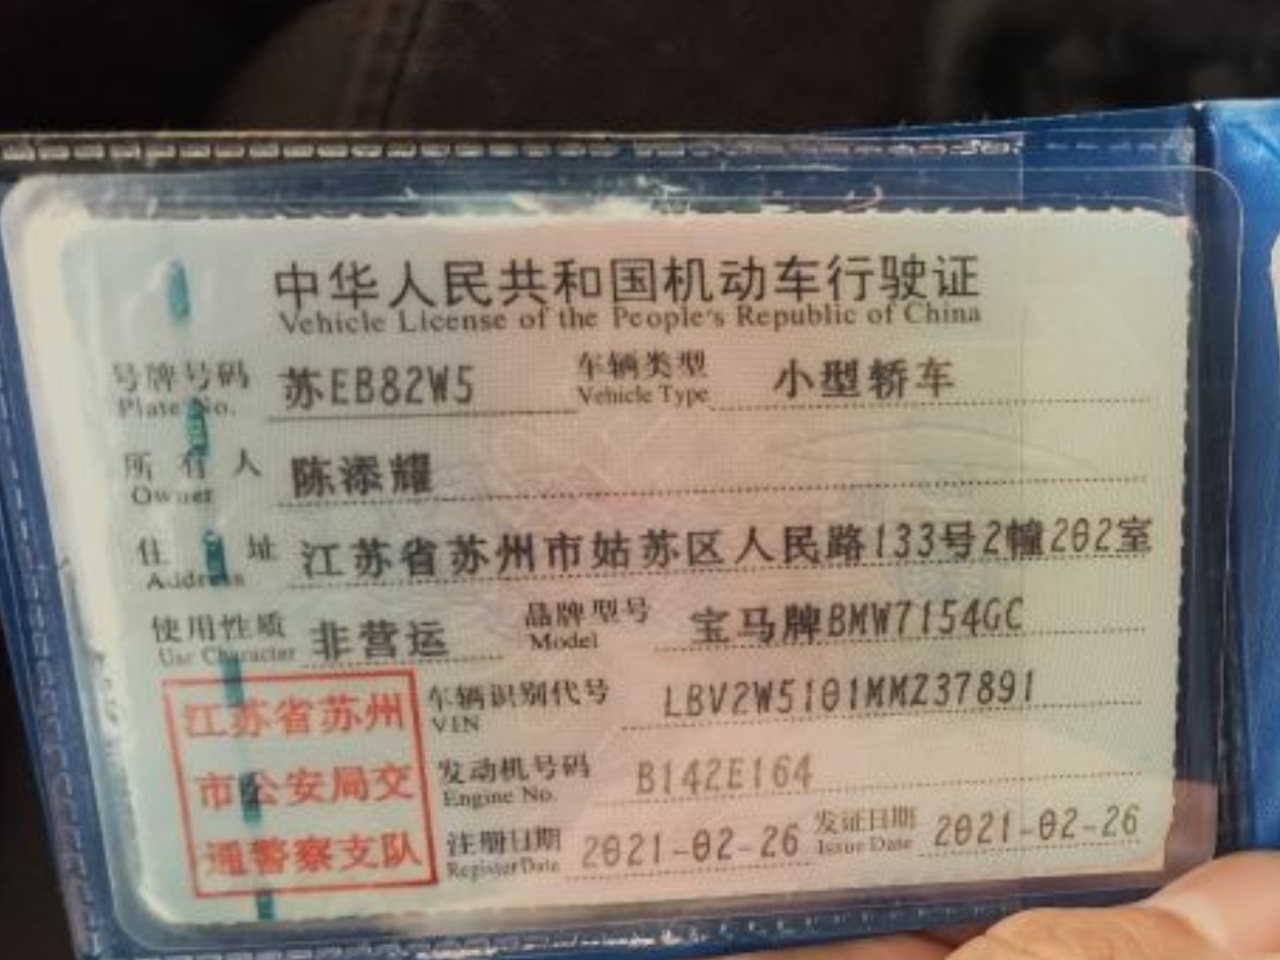 中华人民共和国机动车行驶证
Vehicle License of the People's Republic of China
号牌号码 苏EB82W5 车辆类型 小型轿车
Plate No. Vehicle Type
所有人 陈添耀
Owner
住址 江苏省苏州市姑苏区人民路133号2幢202室
Address
使用性质 非营运 品牌型号 宝马牌BMW7154GC
Use Character Model
江苏省苏州 车辆识别代号 LBV2W5101MMZ37891
VIN
市公安局交 发动机号码 B142E164
Engine No.
通警察支队 注册日期 2021-02-26 发证日期 2021-02-26
Register Date Issue Date